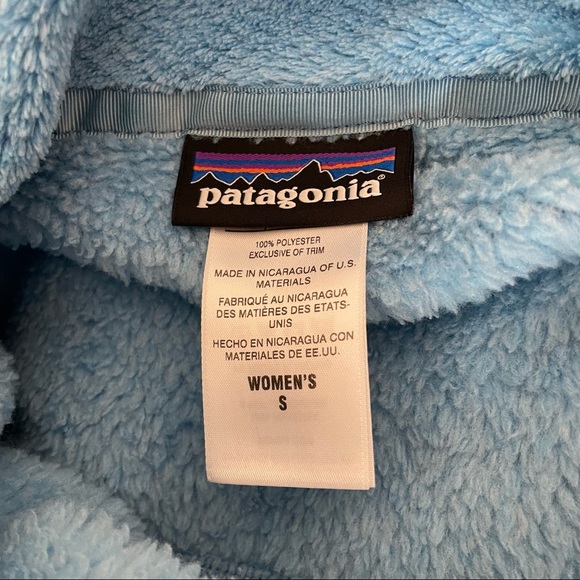 patagonia®
100% POLYESTER
EXCLUSIVE OF TRIM
MADE IN NICARAGUA OF U.S.
MATERIALS
FABRIQUÉ AU NICARAGUA
DES MATIÈRES DES ETATS-
UNIS
HECHO EN NICARAGUA CON
MATERIALES DE EE.UU.
WOMEN'S
S